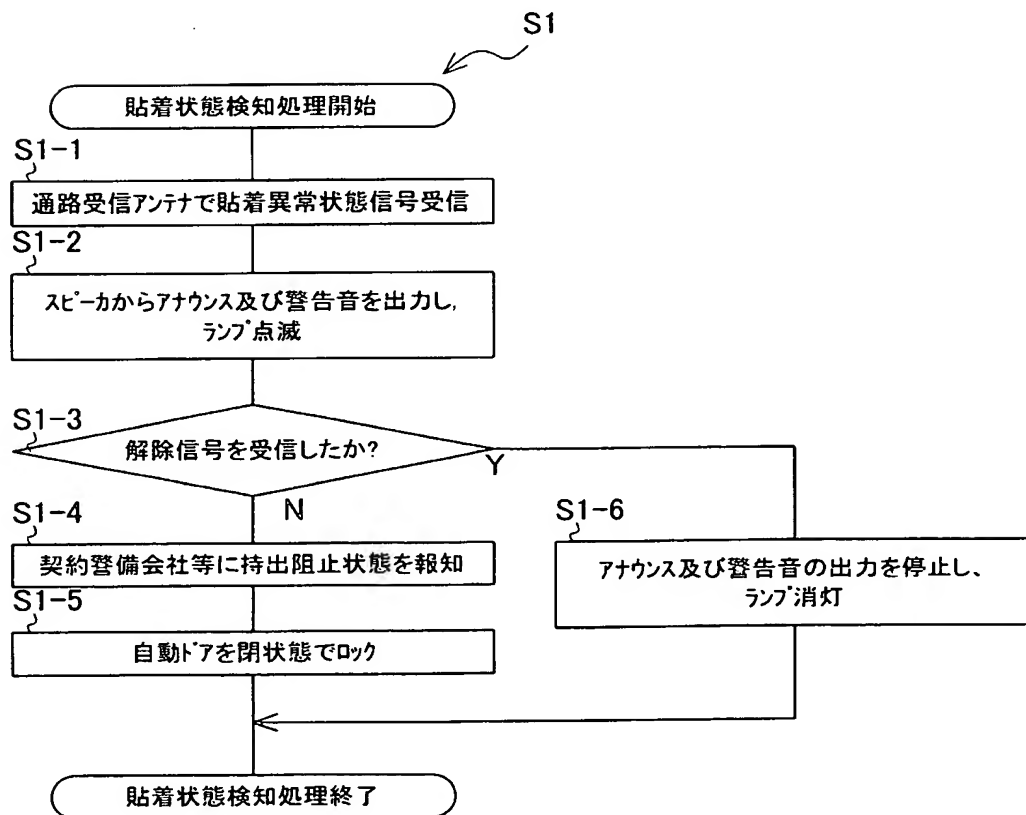 S1
貼着状態検知処理開始
S1-1
通路受信アンテナで貼着異常状態信号受信
S1-2
スピーカからアナウンス及び警告音を出力し,
ランプ点滅
S1-3
解除信号を受信したか?
Y
N
S1-4
契約警備会社等に持出阻止状態を報知
S1-5
自動ドアを閉状態でロック
S1-6
アナウンス及び警告音の出力を停止し、
ランプ消灯
貼着状態検知処理終了